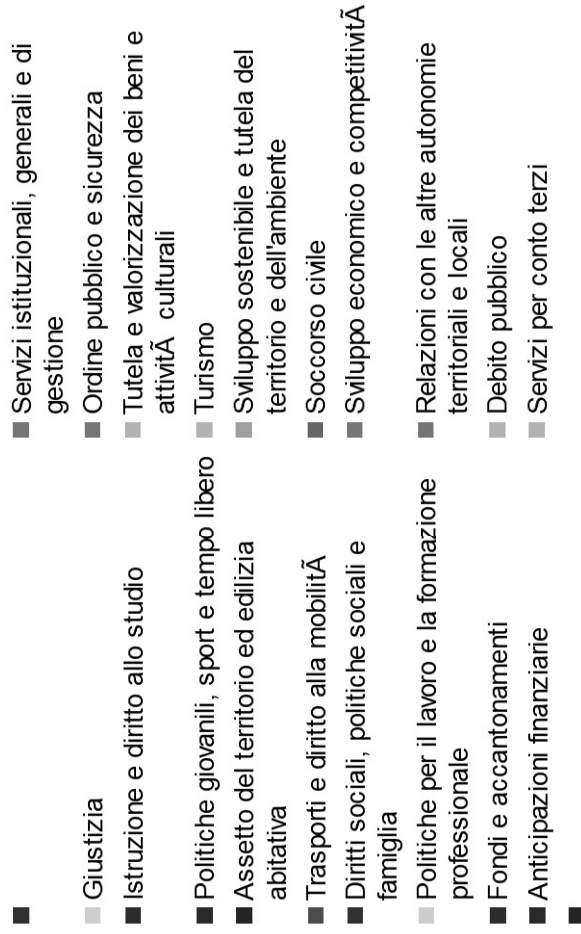 Servizi istituzionali, generali e di
gestione
Ordine pubblico e sicurezza
Tutela e valorizzazione dei beni e
attivitÃ  culturali
Turismo
Sviluppo sostenibile e tutela del
territorio e dell'ambiente
Soccorso civile
Sviluppo economico e competitivitÃ
Relazioni con le altre autonomie
territoriali e locali
Debito pubblico
Servizi per conto terzi
Giustizia
Istruzione e diritto allo studio
Politiche giovanili, sport e tempo libero
Assetto del territorio ed edilizia
abitativa
Trasporti e diritto alla mobilitÃ
Diritti sociali, politiche sociali e
famiglia
Politiche per il lavoro e la formazione
professionale
Fondi e accantonamenti
Anticipazioni finanziarie